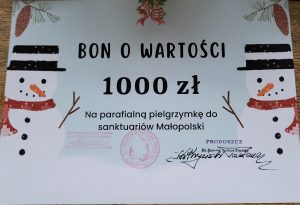 BON O WARTOŚCI
1000 zł
Na parafialną pielgrzymkę do
sanktuariów Małopolski
PROBOSZCZ